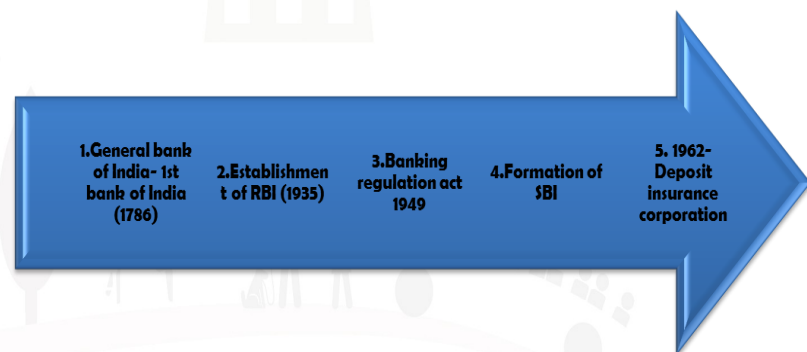 1.General bank
of India- 1st
bank of India
(1786)
2.Establishmen
t of RBI (1935)
3.Banking
regulation act
1949
4.Formation of
SBI
5. 1962-
Deposit
insurance
corporation